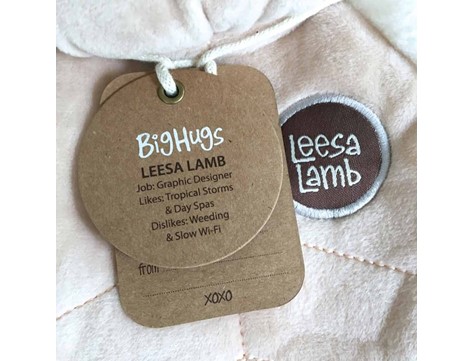 BigHugs
LEESA LAMB
Job: Graphic Designer
Likes: Tropical Storms
& Day Spas
Dislikes: Weeding
& Slow Wi-Fi
from
xoxo
Leesa
Lamb